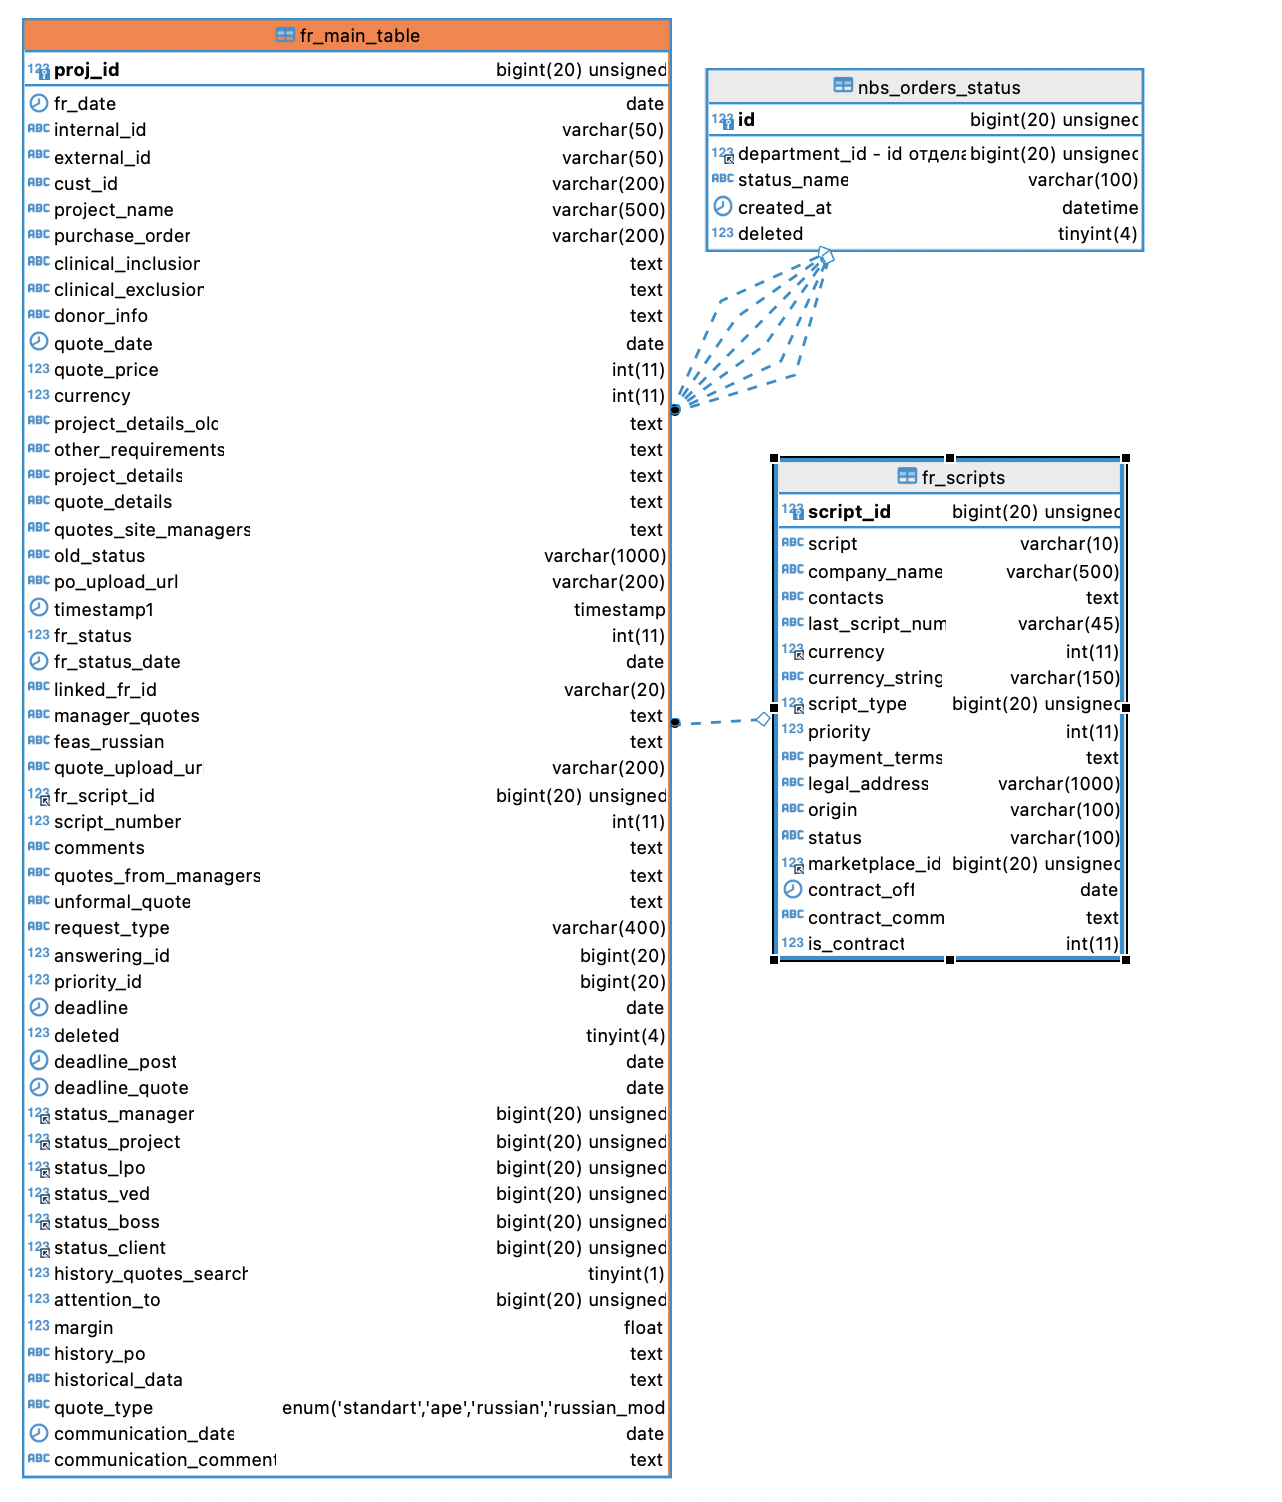 fr_main_table
123 proj_id bigint(20) unsigned
fr_date date
ABC internal_id varchar(50)
ABC external_id varchar(50)
ABC cust_id varchar(200)
ABC project_name varchar(500)
ABC purchase_order varchar(200)
ABC clinical_inclusion text
ABC clinical_exclusion text
ABC donor_info text
quote_date date
123 quote_price int(11)
123 currency int(11)
ABC project_details_old text
ABC other_requirements text
ABC project_details text
ABC quote_details text
ABC quotes_site_managers text
ABC old_status varchar(1000)
ABC po_upload_url varchar(200)
timestamp1 timestamp
123 fr_status int(11)
fr_status_date date
ABC linked_fr_id varchar(20)
ABC manager_quotes text
ABC feas_russian text
ABC quote_upload_url varchar(200)
123 fr_script_id bigint(20) unsigned
123 script_number int(11)
ABC comments text
ABC quotes_from_managers text
ABC unformal_quote text
ABC request_type varchar(400)
123 answering_id bigint(20)
123 priority_id bigint(20)
deadline date
123 deleted tinyint(4)
deadline_post date
deadline_quote date
123 status_manager bigint(20) unsigned
123 status_project bigint(20) unsigned
123 status_lpo bigint(20) unsigned
123 status_ved bigint(20) unsigned
123 status_boss bigint(20) unsigned
123 status_client bigint(20) unsigned
123 history_quotes_search tinyint(1)
123 attention_to bigint(20) unsigned
123 margin float
ABC history_po text
ABC historical_data text
ABC quote_type enum('standart','ape','russian','russian_mod
communication_date date
ABC communication_comment text
nbs_orders_status
123 id bigint(20) unsigned
123 department_id - id отдела bigint(20) unsigned
ABC status_name varchar(100)
created_at datetime
123 deleted tinyint(4)
fr_scripts
123 script_id bigint(20) unsigned
ABC script varchar(10)
ABC company_name varchar(500)
ABC contacts text
ABC last_script_num varchar(45)
123 currency int(11)
ABC currency_string varchar(150)
123 script_type bigint(20) unsigned
123 priority int(11)
ABC payment_terms text
ABC legal_address varchar(1000)
ABC origin varchar(100)
ABC status varchar(100)
123 marketplace_id bigint(20) unsigned
contract_off date
ABC contract_comm text
123 is_contract int(11)